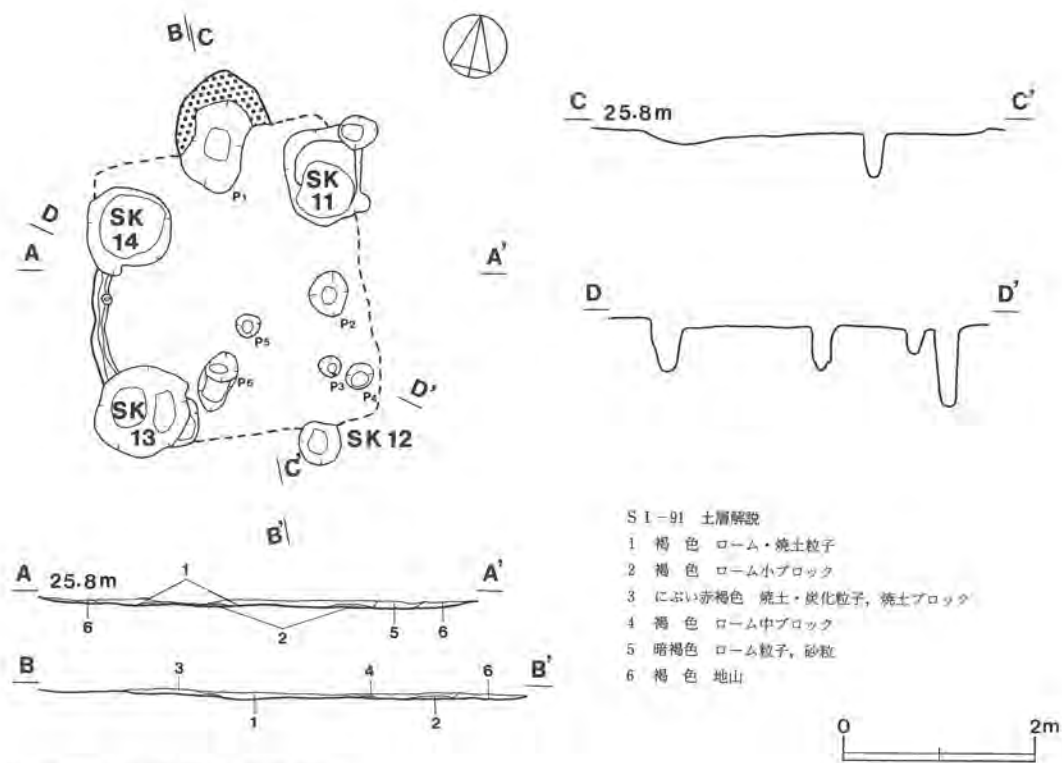 B C
C 25.8m C'
SK 11
P1
SK 14
D
A A'
P2
P5
D D'
P3
P4
P6
D'
SK 13
SK 12
C'
B'
A 25.8m 1 A'
6 2 5 6
B 3 4 6 B'
1 2
SI-91 土層解説
1 褐色 ローム・焼土粒子
2 褐色 ローム小ブロック
3 にぶい赤褐色 焼土・炭化粒子,焼土ブロック
4 褐色 ローム中ブロック
5 暗褐色 ローム粒子,砂粒
6 褐色 地山
0 2m